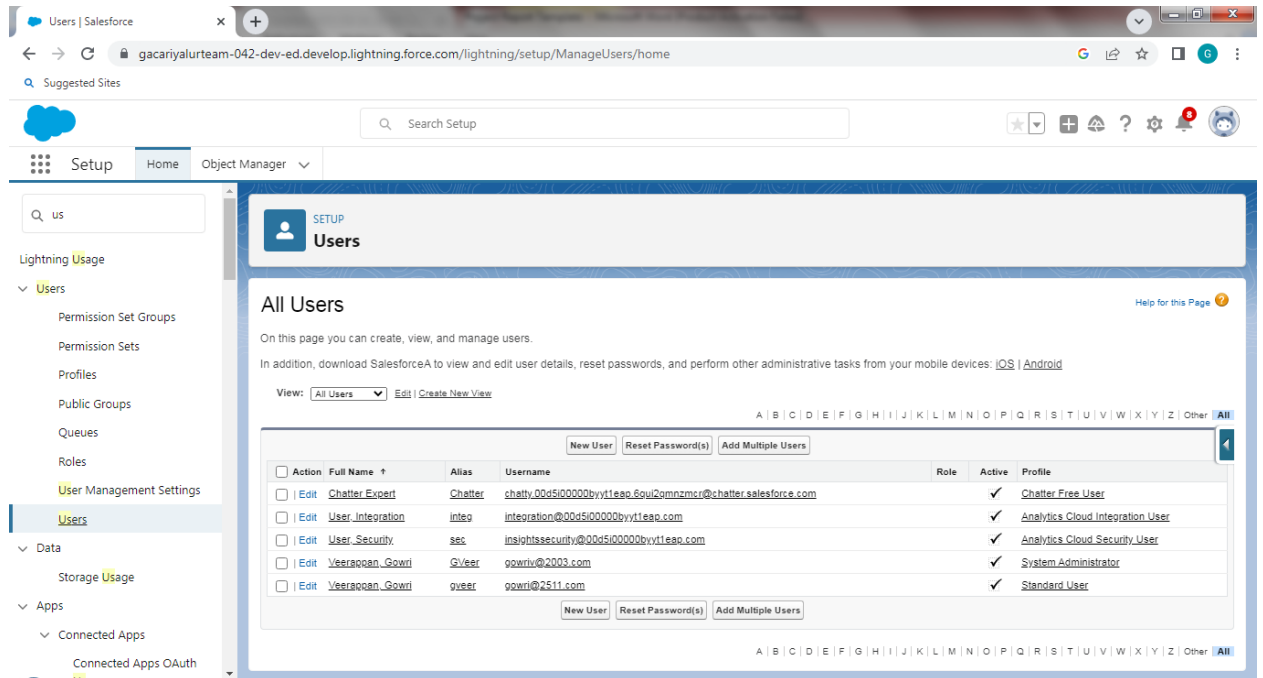 Users | Salesforce
gacariyalurteam-042-dev-ed.develop.lightning.force.com/lightning/setup/ManageUsers/home
G
G
Suggested Sites
Search Setup
8
Setup Home Object Manager
us
Lightning Usage
Users
Permission Set Groups
Permission Sets
Profiles
Public Groups
Queues
Roles
User Management Settings
Users
Data
Storage Usage
Apps
Connected Apps
Connected Apps OAuth
SETUP
Users
All Users
Help for this Page
On this page you can create, view, and manage users.
In addition, download SalesforceA to view and edit user details, reset passwords, and perform other administrative tasks from your mobile devices: iOS | Android
View: All Users Edit | Create New View
A | B | C | D | E | F | G | H | I | J | K | L | M | N | O | P | Q | R | S | T | U | V | W | X | Y | Z | Other All
New User Reset Password(s) Add Multiple Users
Action Full Name ↑ Alias Username Role Active Profile
| Edit Chatter Expert Chatter chatty.00d5i00000byyt1eap.6qui2qmnzmcr@chatter.salesforce.com ✓ Chatter Free User
| Edit User, Integration integ integration@00d5i00000byyt1eap.com ✓ Analytics Cloud Integration User
| Edit User, Security sec insightssecurity@00d5i00000byyt1eap.com ✓ Analytics Cloud Security User
| Edit Veerappan, Gowri GVeer gowriv@2003.com ✓ System Administrator
| Edit Veerappan, Gowri gveer gowri@2511.com ✓ Standard User
New User Reset Password(s) Add Multiple Users
A | B | C | D | E | F | G | H | I | J | K | L | M | N | O | P | Q | R | S | T | U | V | W | X | Y | Z | Other All